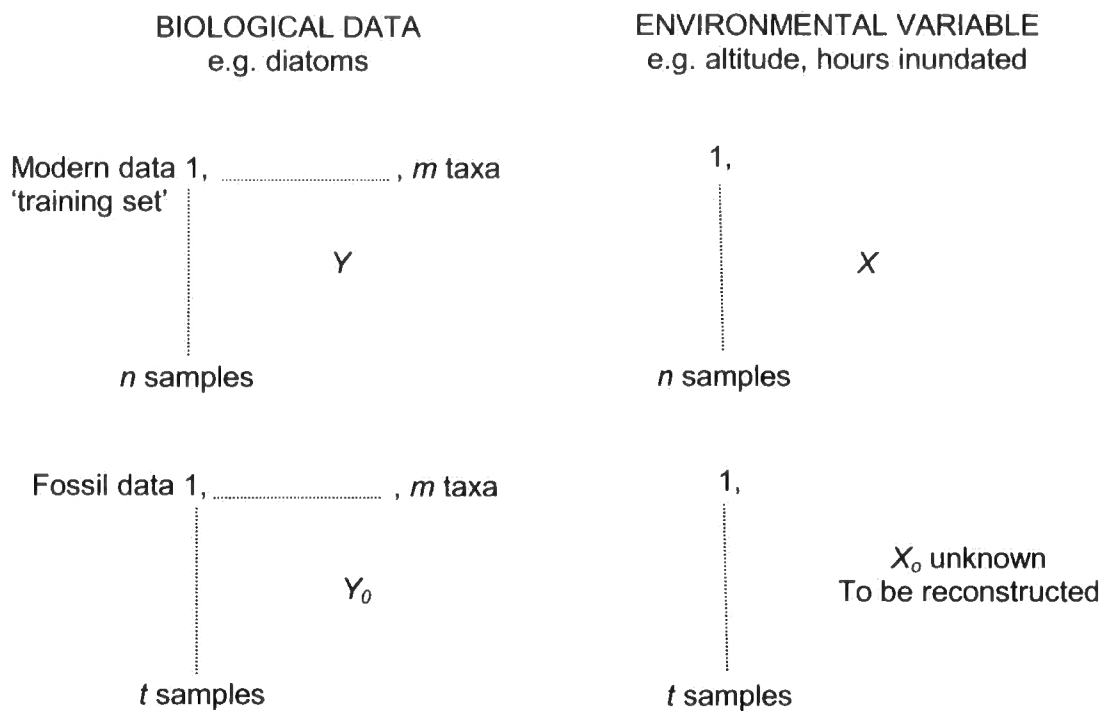 BIOLOGICAL DATA
e.g. diatoms
ENVIRONMENTAL VARIABLE
e.g. altitude, hours inundated
Modern data 1, ............................ , m taxa
'training set'
Y
n samples
1,
X
n samples
Fossil data 1, ............................ , m taxa
Y0
t samples
1,
Xo unknown
To be reconstructed
t samples